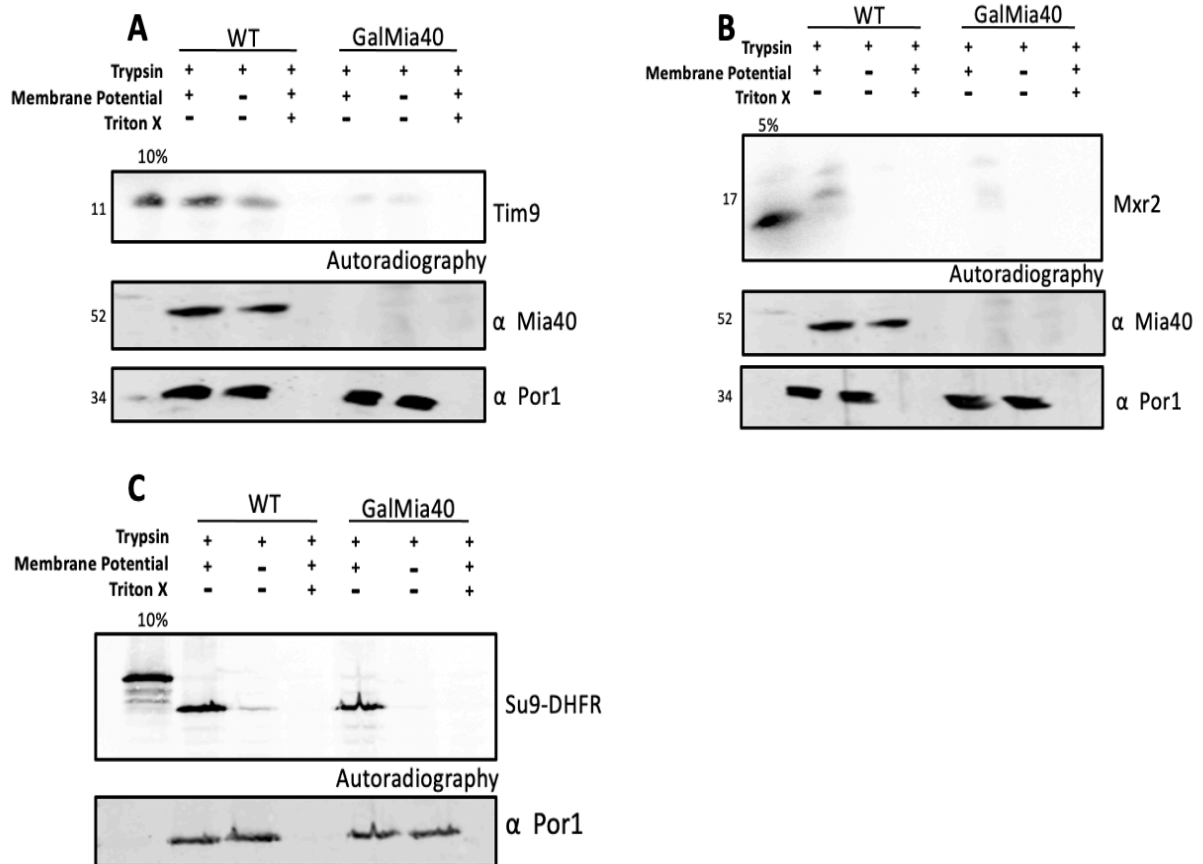 A
WT GalMia40
Trypsin + + + + + +
Membrane Potential + - + + - +
Triton X - - + - - +
10%
11
Tim9
Autoradiography
52
α Mia40
34
α Por1
B
WT GalMia40
Trypsin + + + + + +
Membrane Potential + - + + - +
Triton X - - + - - +
5%
17
Mxr2
Autoradiography
52
α Mia40
34
α Por1
C
WT GalMia40
Trypsin + + + + + +
Membrane Potential + - + + - +
Triton X - - + - - +
10%
Su9-DHFR
Autoradiography
α Por1